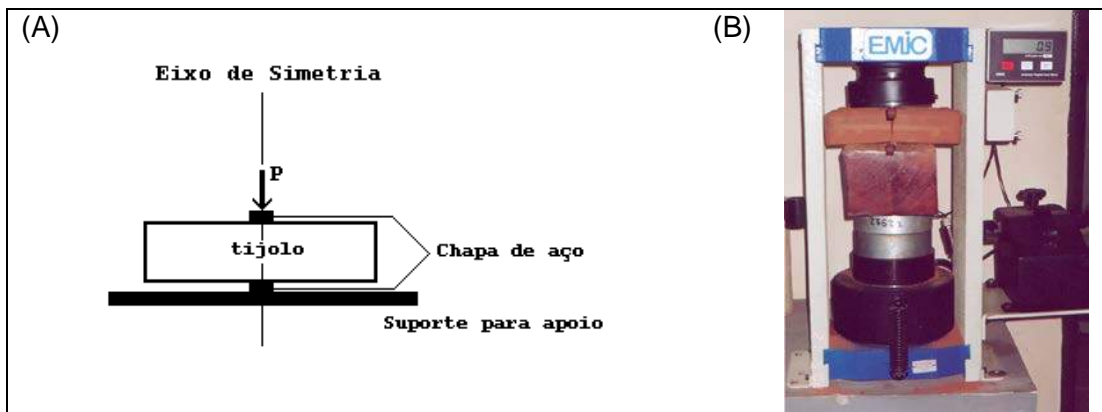 (A)
Eixo de Simetria
P
tijolo
Chapa de aço
Suporte para apoio
(B)
EMIC